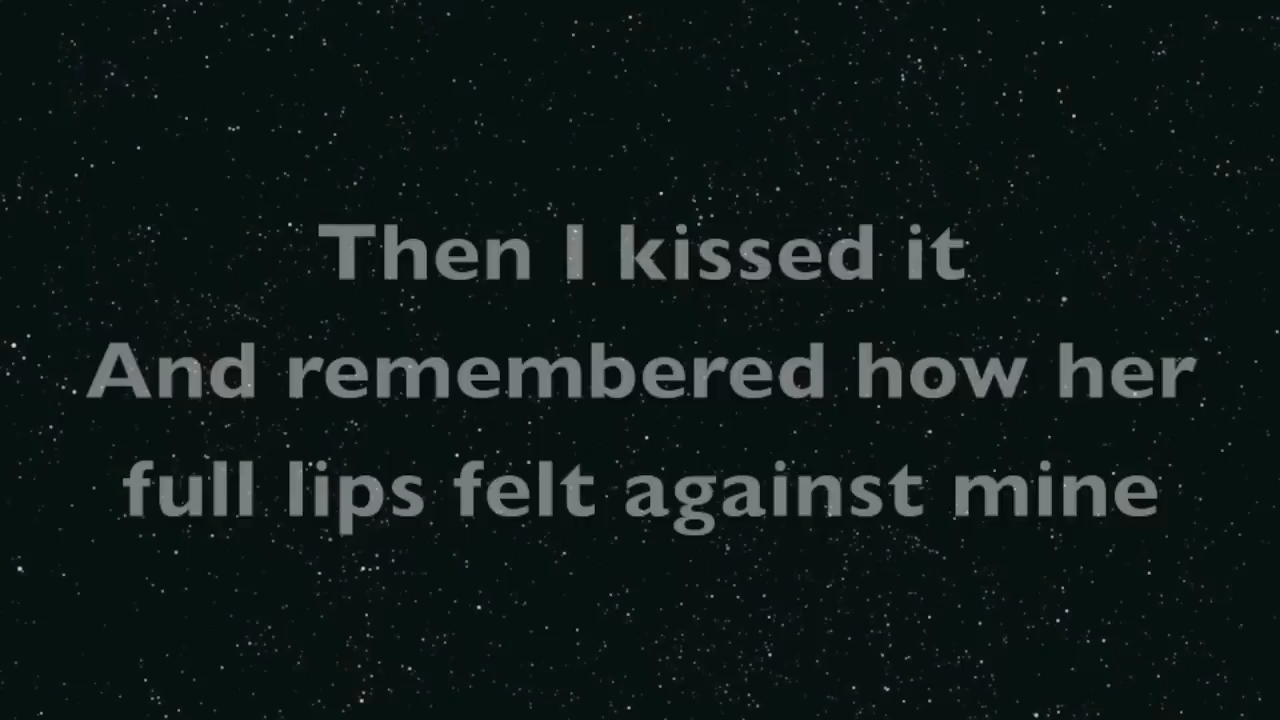 Then I kissed it
And remembered how her
full lips felt against mine